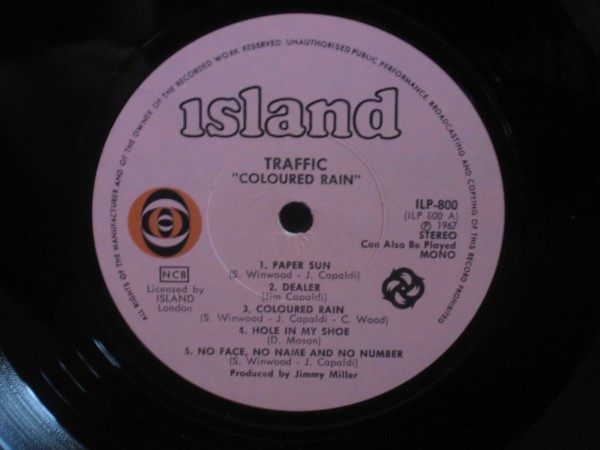 ALL RIGHTS OF THE MANUFACTURER AND OF THE OWNER OF THE RECORDED WORK RESERVED. UNAUTHORISED PUBLIC PERFORMANCE, BROADCASTING AND COPYING OF THIS RECORD PROHIBITED
island
TRAFFIC
"COLOURED RAIN"
ILP-800
(ILP 800 A)
℗ 1967
STEREO
Can Also Be Played
MONO
NCB
Licensed by
ISLAND
London
1. PAPER SUN
(S. Winwood - J. Capaldi)
2. DEALER
(Jim Capaldi)
3. COLOURED RAIN
(S. Winwood - J. Capaldi - C. Wood)
4. HOLE IN MY SHOE
(D. Mason)
5. NO FACE, NO NAME AND NO NUMBER
(S. Winwood - J. Capaldi)
Produced by Jimmy Miller